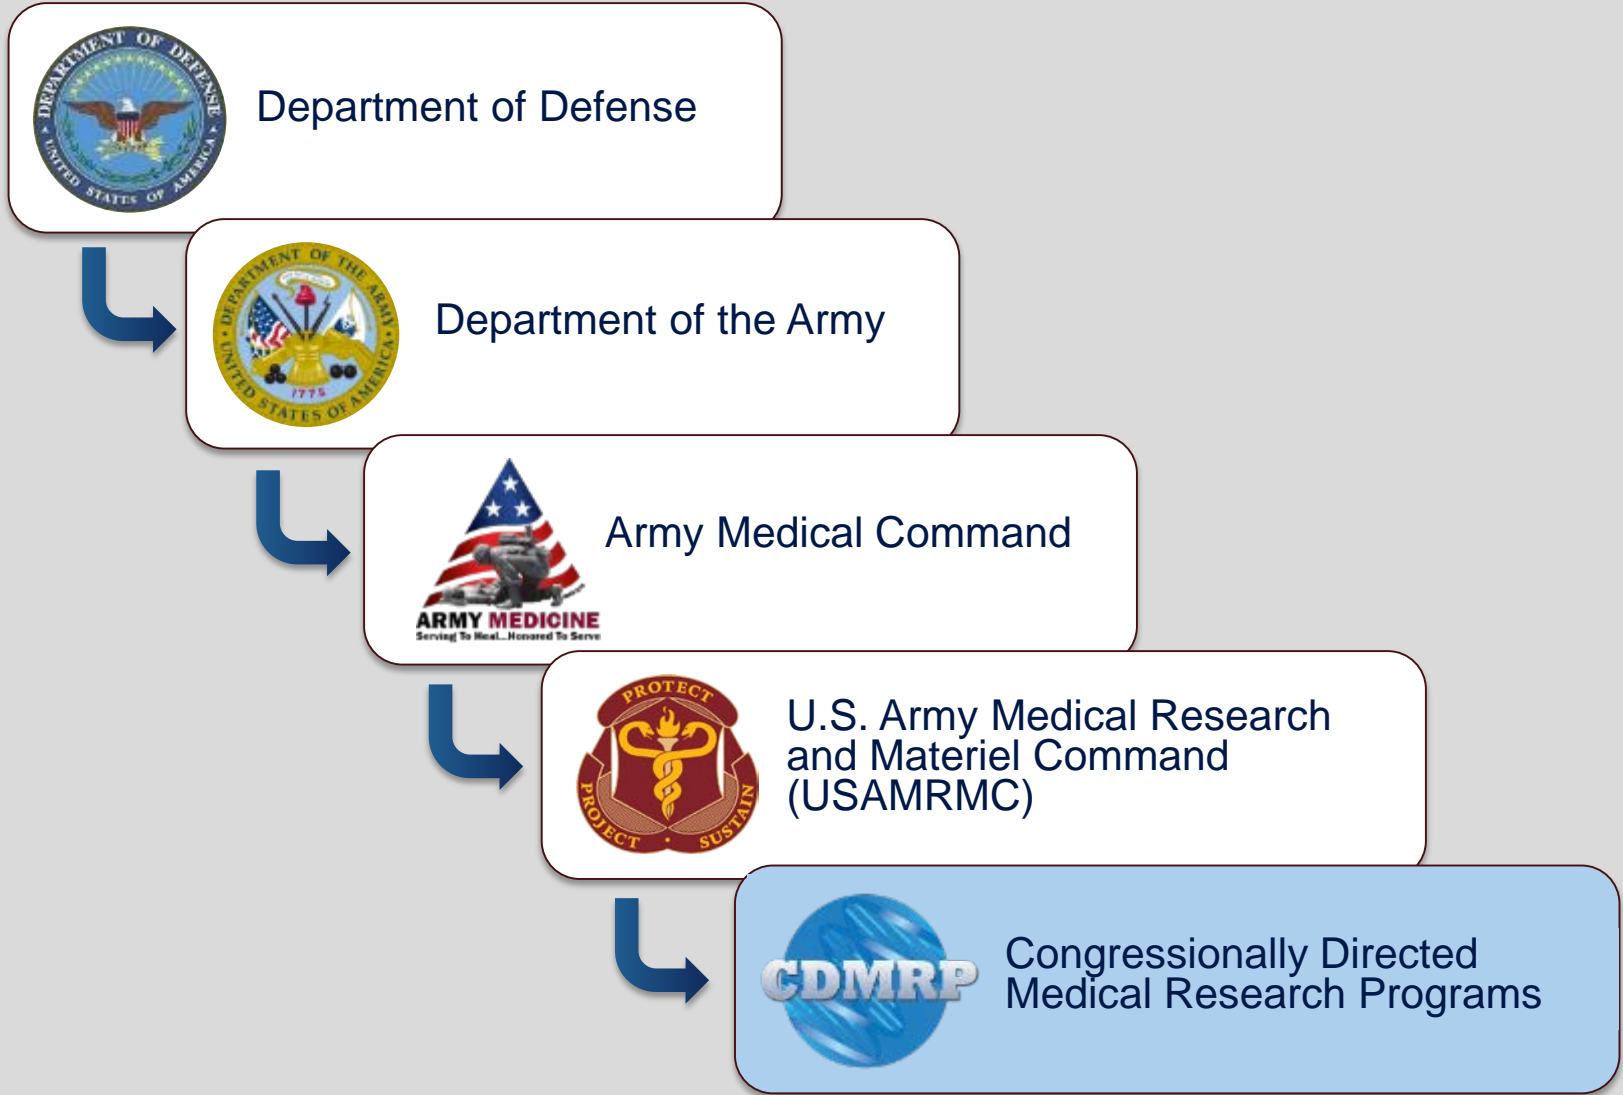 DEPARTMENT OF DEFENSE
UNITED STATES OF AMERICA
Department of Defense
DEPARTMENT OF THE ARMY
UNITED STATES OF AMERICA
1775
Department of the Army
ARMY MEDICINE
Serving To Heal...Honored To Serve
Army Medical Command
PROTECT
PROJECT · SUSTAIN
U.S. Army Medical Research
and Materiel Command
(USAMRMC)
CDMRP
Congressionally Directed
Medical Research Programs